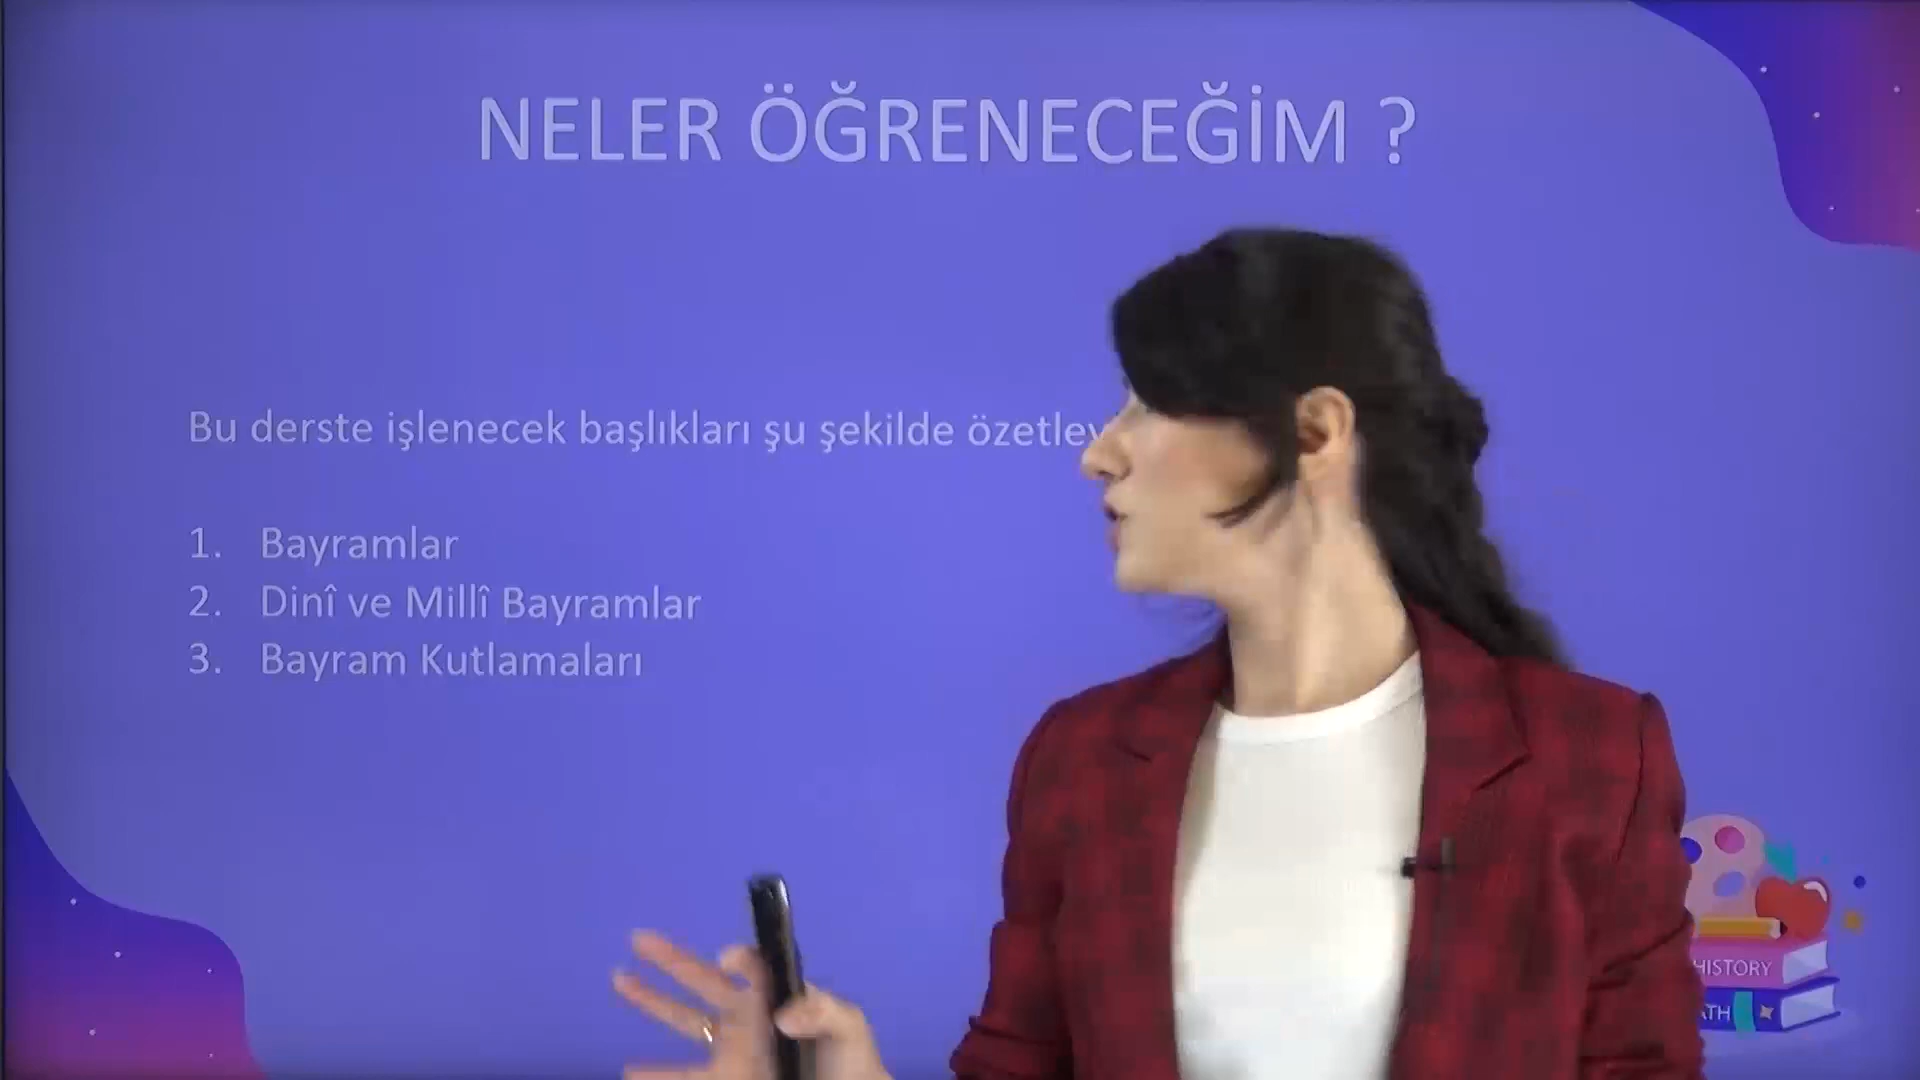 NELER ÖĞRENECEĞİM ?
Bu derste işlenecek başlıkları şu şekilde
1. Bayramlar
2. Dinî ve Millî Bayramlar
3. Bayram Kutlamaları
HISTORY